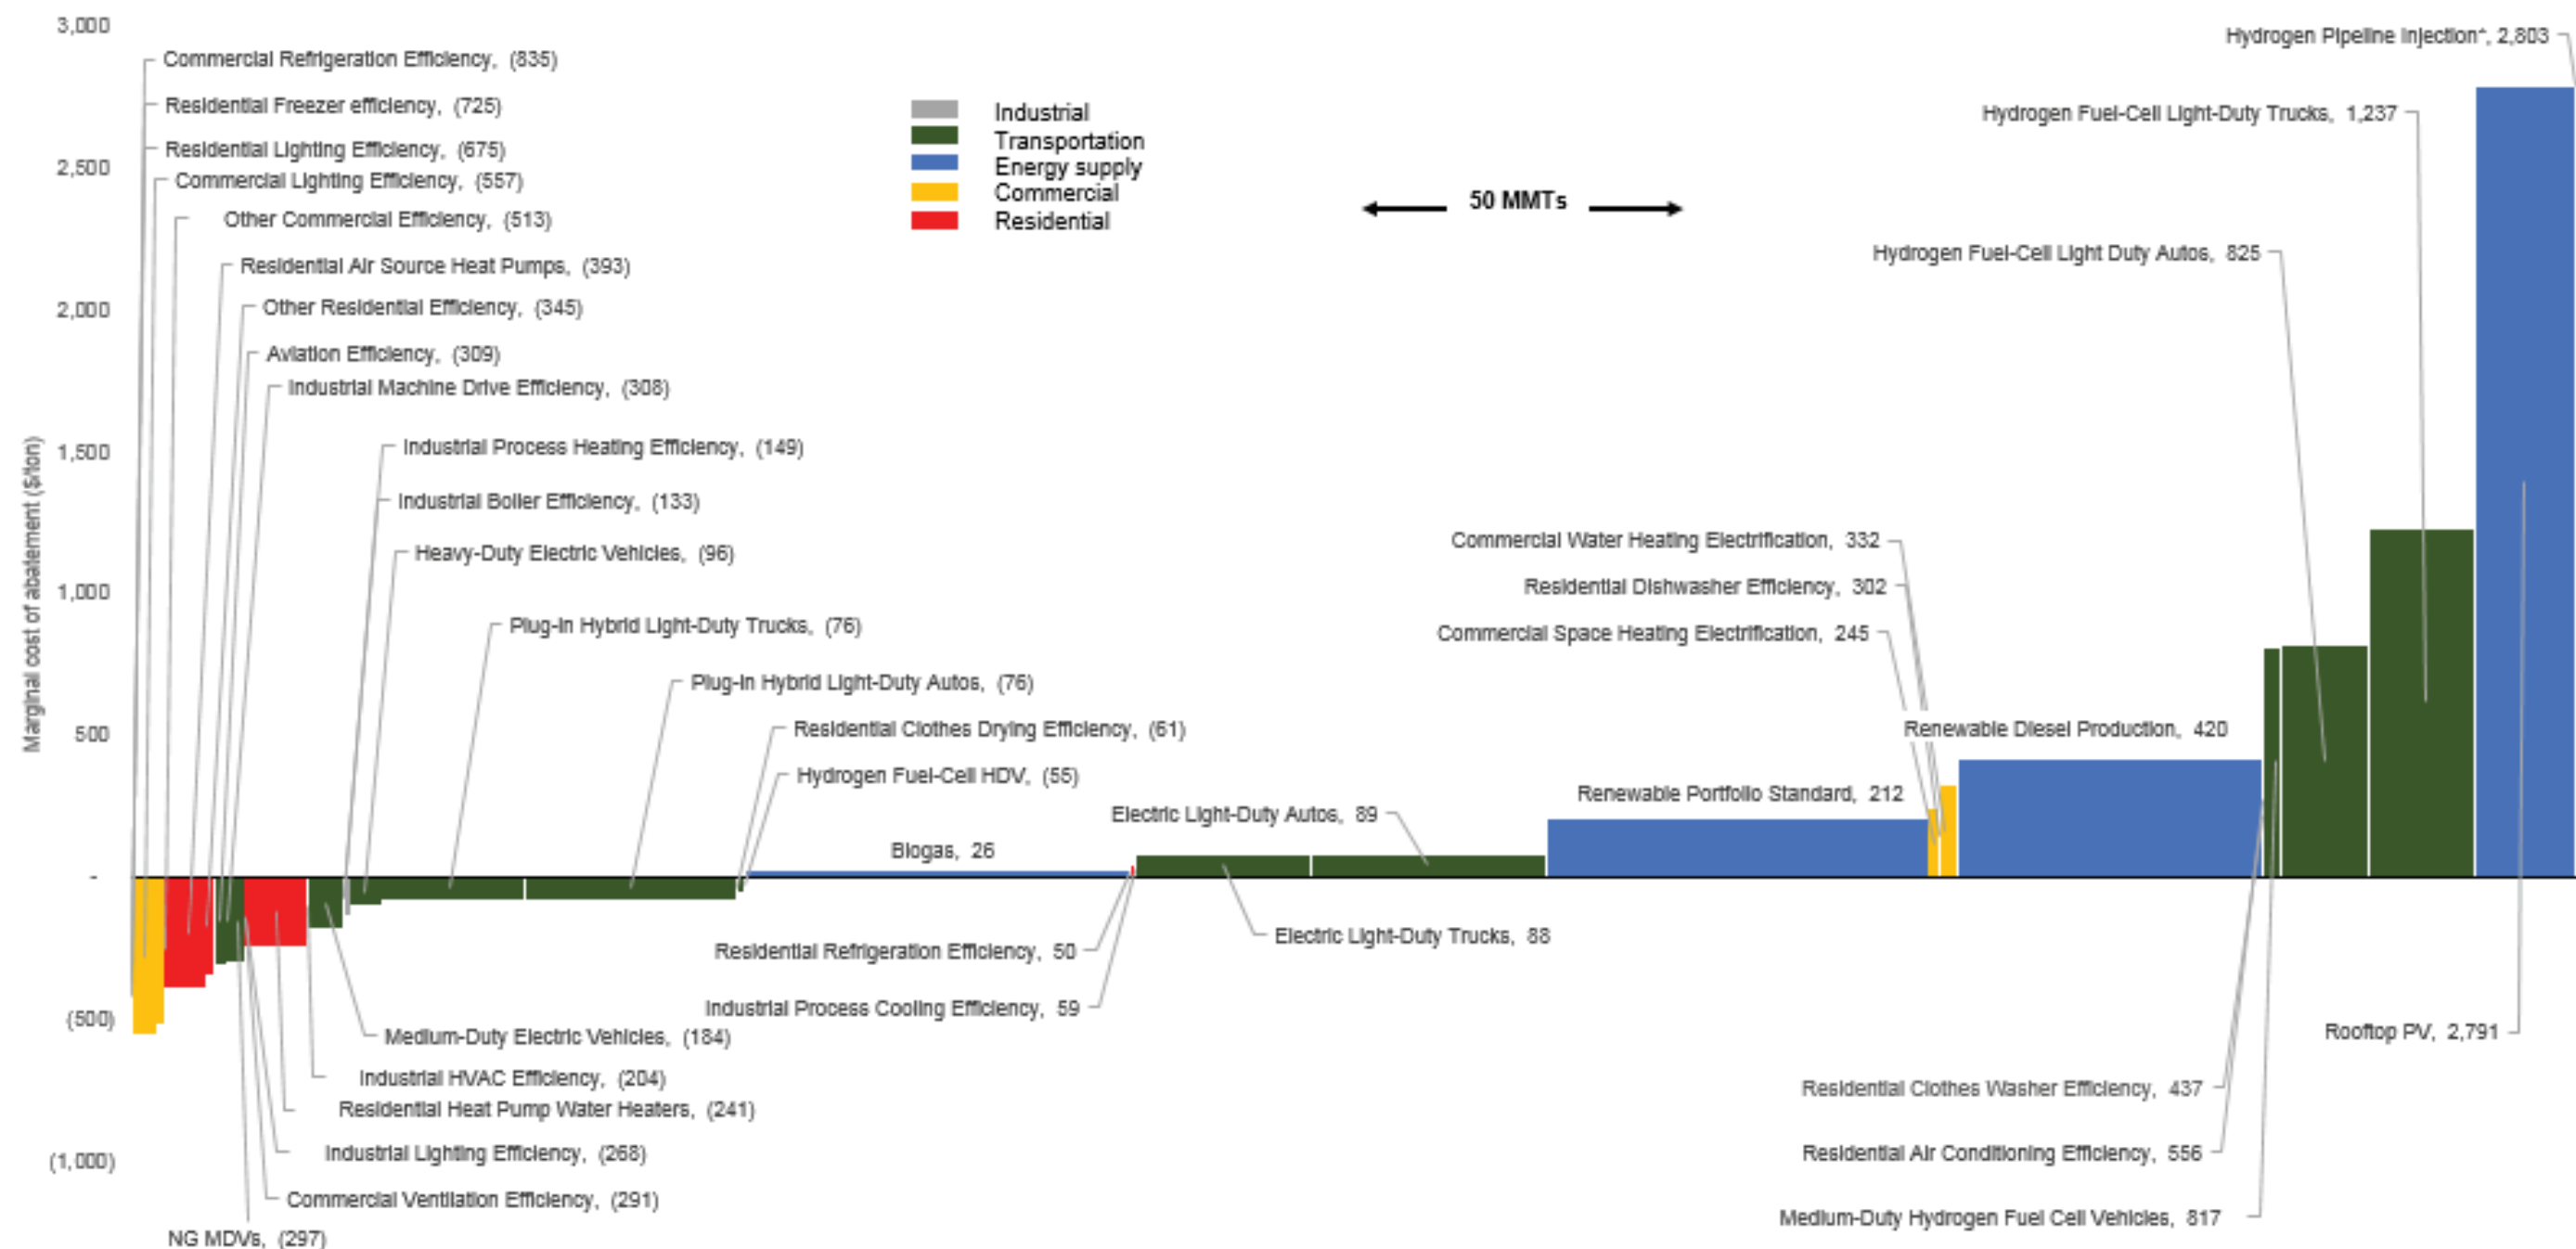 3,000
Commercial Refrigeration Efficiency, (835)
Residential Freezer efficiency, (725)
Residential Lighting Efficiency, (675)
2,500
Commercial Lighting Efficiency, (557)
Other Commercial Efficiency, (513)
Residential Air Source Heat Pumps, (393)
2,000
Other Residential Efficiency, (345)
Aviation Efficiency, (309)
Industrial Machine Drive Efficiency, (308)
1,500
Industrial Process Heating Efficiency, (149)
Industrial Boiler Efficiency, (133)
Heavy-Duty Electric Vehicles, (96)
1,000
Plug-in Hybrid Light-Duty Trucks, (76)
Plug-in Hybrid Light-Duty Autos, (76)
500
Residential Clothes Drying Efficiency, (61)
Hydrogen Fuel-Cell HDV, (55)
Marginal cost of abatement ($/ton)
Industrial
Transportation
Energy supply
Commercial
Residential
50 MMTs
Hydrogen Pipeline Injection*, 2,803
Hydrogen Fuel-Cell Light-Duty Trucks, 1,237
Hydrogen Fuel-Cell Light Duty Autos, 825
Commercial Water Heating Electrification, 332
Residential Dishwasher Efficiency, 302
Commercial Space Heating Electrification, 245
Renewable Diesel Production, 420
Renewable Portfolio Standard, 212
Electric Light-Duty Autos, 89
Biogas, 26
-
Electric Light-Duty Trucks, 88
Residential Refrigeration Efficiency, 50
Industrial Process Cooling Efficiency, 59
(500)
Medium-Duty Electric Vehicles, (184)
Industrial HVAC Efficiency, (204)
Residential Heat Pump Water Heaters, (241)
Industrial Lighting Efficiency, (268)
(1,000)
Commercial Ventilation Efficiency, (291)
NG MDVs, (297)
Rooftop PV, 2,791
Residential Clothes Washer Efficiency, 437
Residential Air Conditioning Efficiency, 556
Medium-Duty Hydrogen Fuel Cell Vehicles, 817